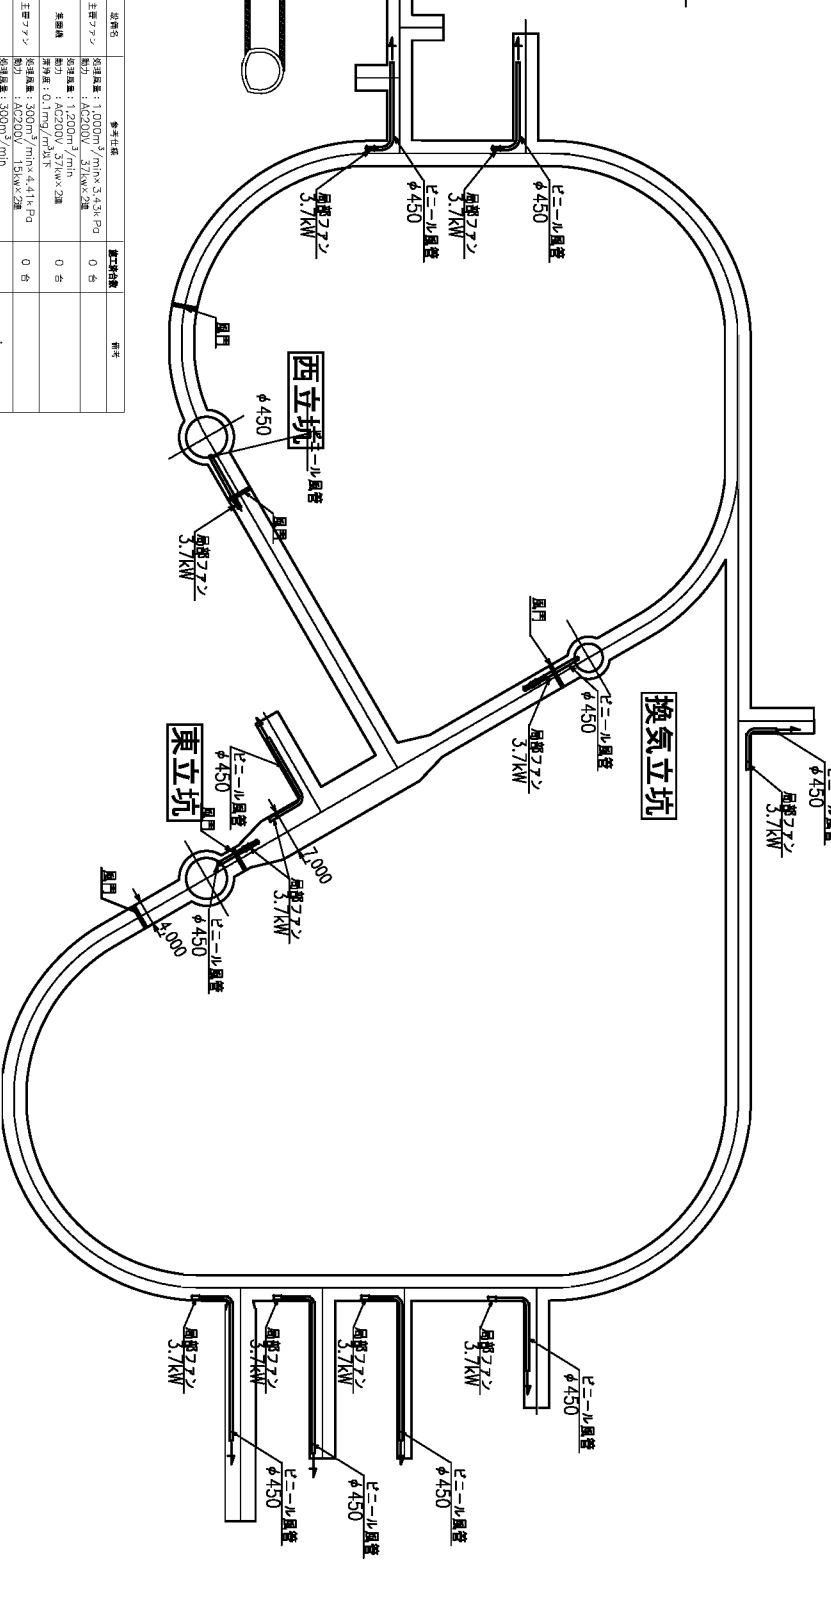 ビニール風管
φ450
局部ファン
3.7kW
換気立坑
ビニール風管
φ450
局部ファン
3.7kW
風門
ビニール風管
φ450
局部ファン
3.7kW
ビニール風管
φ450
局部ファン
3.7kW
西立坑
ビニール風管
φ450
風門
風門
局部ファン
3.7kW
東立坑
ビニール風管
φ450
風門
7,000
局部ファン
3.7kW
ビニール風管
φ450
風門
4,000
局部ファン
3.7kW
ビニール風管
φ450
局部ファン
3.7kW
ビニール風管
φ450
局部ファン
3.7kW
ビニール風管
φ450
局部ファン
3.7kW
ビニール風管
φ450
設備名 参考仕様 施工済台数 備考
主要ファン 処理風量:1,000m³/min×3.43kPa 0 台
動力 :AC200V 37kw×2連
集塵機 処理風量:1,200m³/min 0 台
動力 :AC200V 37kw×2連
清浄度:0.1mg/m³以下
主要ファン 処理風量:300m³/min×4.41kPa 0 台
動力 :AC200V 15kw×2連
処理風量:300m³/min